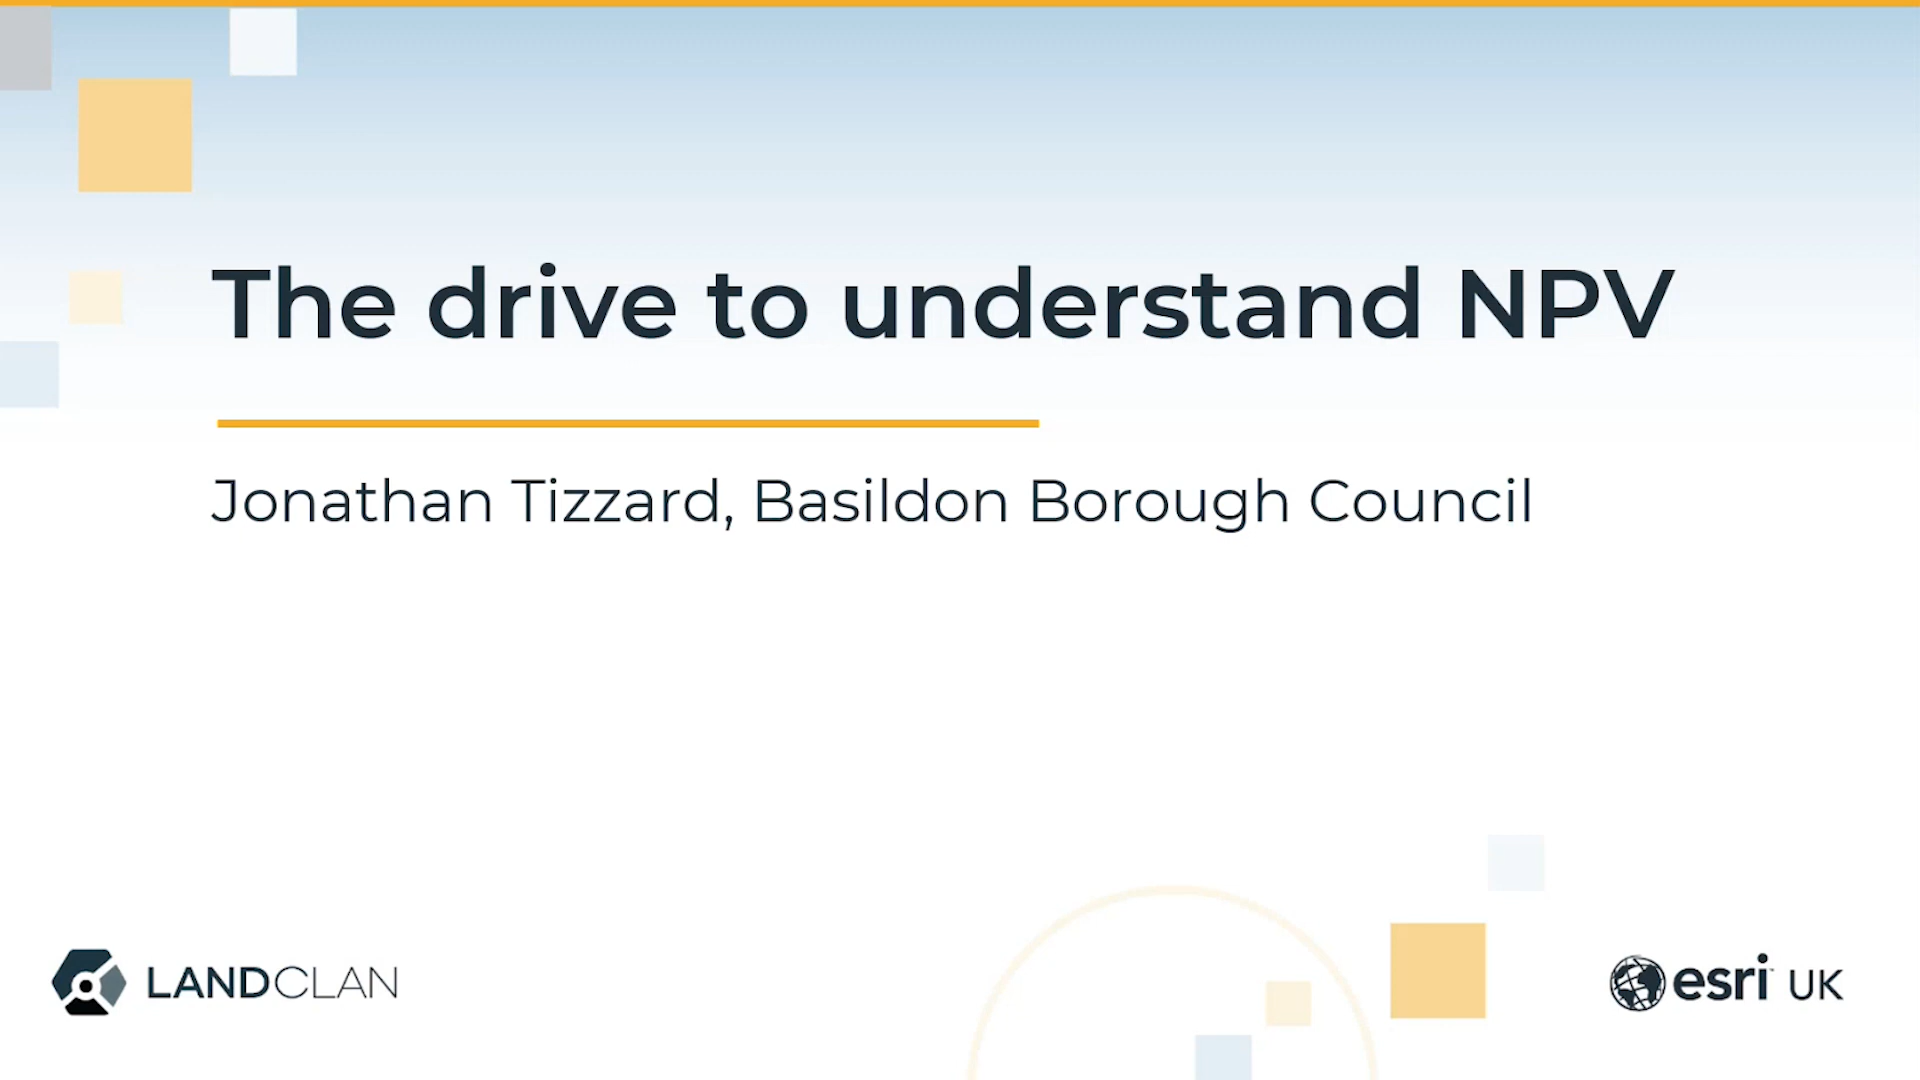 The drive to understand NPV
Jonathan Tizzard, Basildon Borough Council
LANDCLAN
esri UK